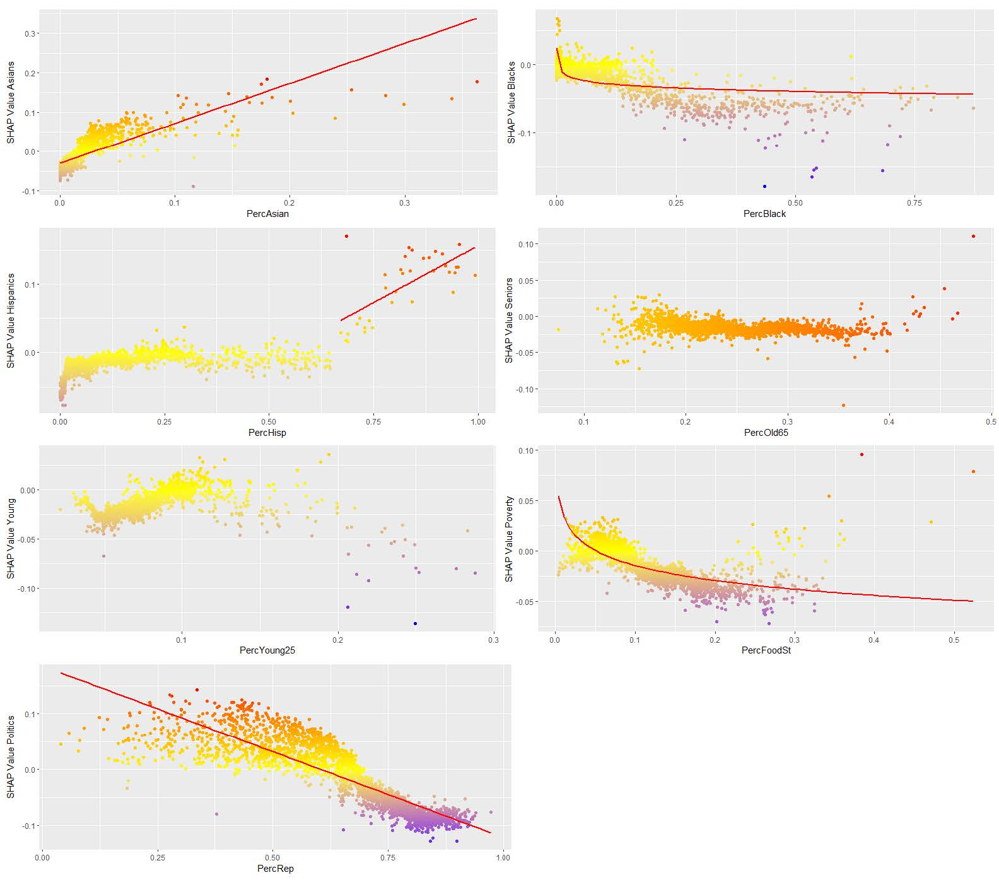 SHAP Value Asians
0.3
0.2
0.1
0.0
-0.1
0.0 0.1 0.2 0.3
PercAsian
SHAP Value Blacks
0.0
-0.1
0.00 0.25 0.50 0.75
PercBlack
SHAP Value Hispanics
0.1
0.0
0.00 0.25 0.50 0.75 1.00
PercHisp
SHAP Value Seniors
0.10
0.05
0.00
-0.05
-0.10
0.1 0.2 0.3 0.4 0.5
PercOld65
SHAP Value Young
0.00
-0.05
-0.10
0.1 0.2 0.3
PercYoung25
SHAP Value Poverty
0.10
0.05
0.00
-0.05
0.0 0.1 0.2 0.3 0.4 0.5
PercFoodSt
SHAP Value Politics
0.1
0.0
-0.1
0.00 0.25 0.50 0.75 1.00
PercRep